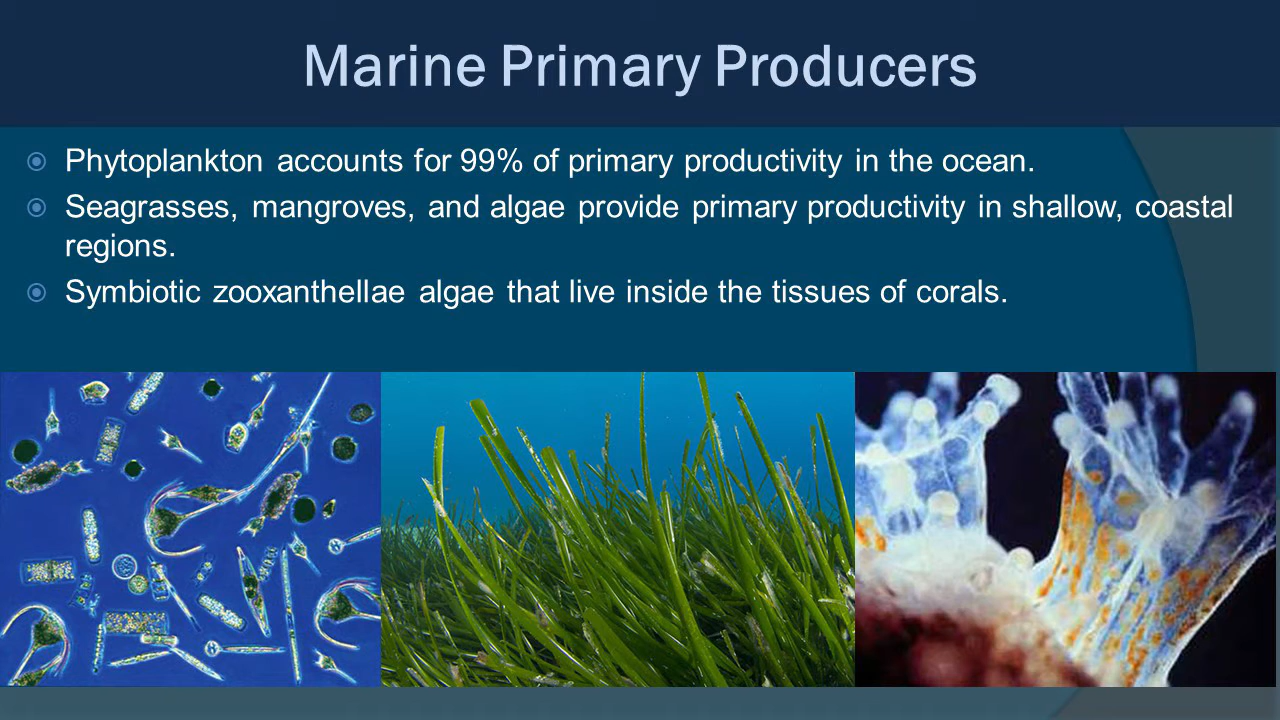 Marine Primary Producers
Phytoplankton accounts for 99% of primary productivity in the ocean.
Seagrasses, mangroves, and algae provide primary productivity in shallow, coastal
regions.
Symbiotic zooxanthellae algae that live inside the tissues of corals.